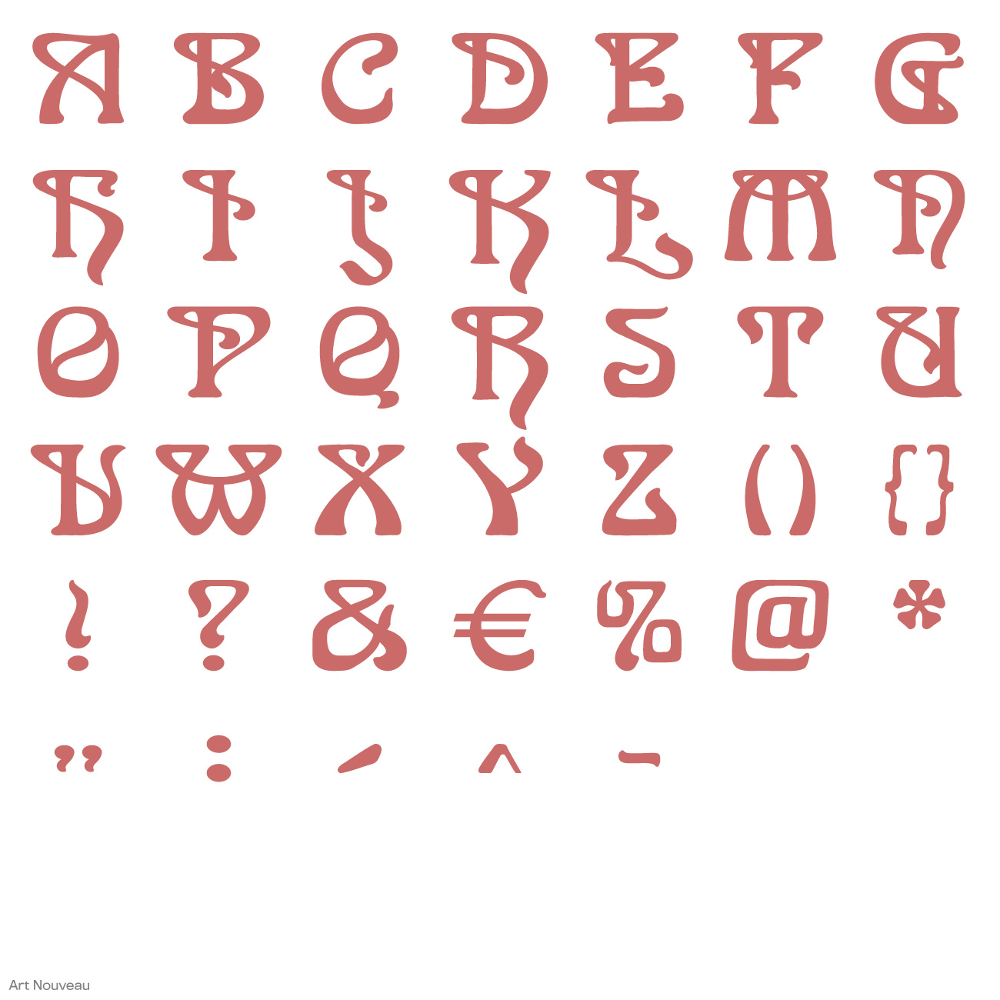 A B C D E F G
H I J K L M N
O P Q R S T U
V W X Y Z ( ) { }
! ? & € % @ *
" : ´ ^ ~
Art Nouveau